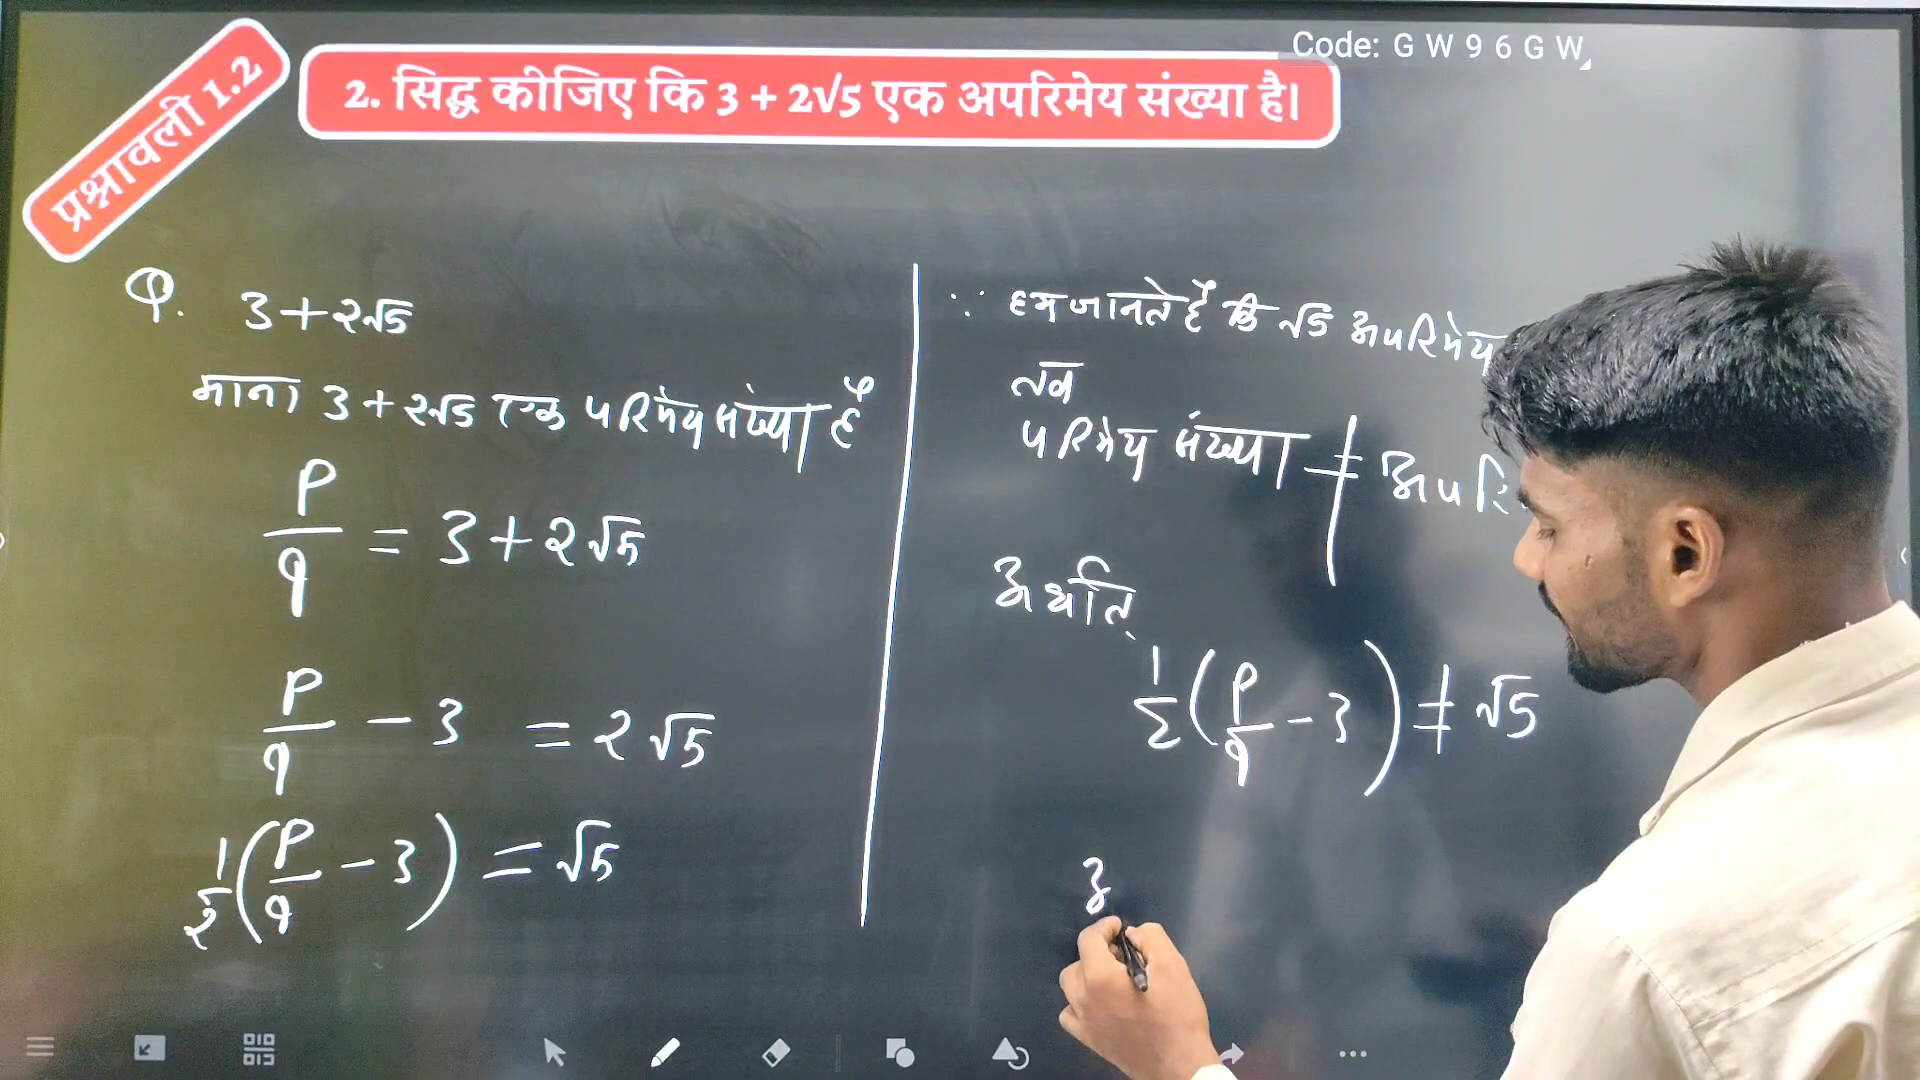 Code: G W 9 6 G W
प्रश्नावली 1.2
2. सिद्ध कीजिए कि 3 + 2√5 एक अपरिमेय संख्या है।
Q. 3+2√5
माना 3+2√5 एक परिमेय संख्या है
p/q = 3+2√5
p/q - 3 = 2√5
1/2(p/q - 3) = √5
∵ हम जानते हैं कि √5 अपरिमेय
तब
परिमेय संख्या ≠ अपरि
अर्थात्
1/2(p/q - 3) ≠ √5
3